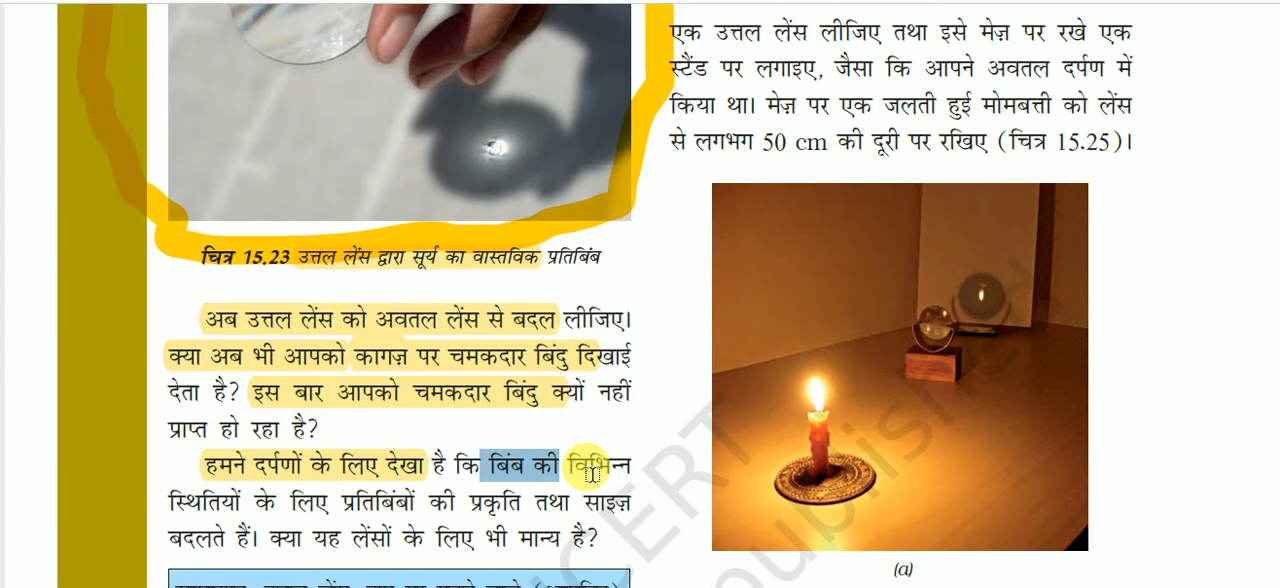 चित्र 15.23 उत्तल लेंस द्वारा सूर्य का वास्तविक प्रतिबिंब
अब उत्तल लेंस को अवतल लेंस से बदल लीजिए।
क्या अब भी आपको कागज़ पर चमकदार बिंदु दिखाई
देता है? इस बार आपको चमकदार बिंदु क्यों नहीं
प्राप्त हो रहा है?
हमने दर्पणों के लिए देखा है कि बिंब की विभिन्न
स्थितियों के लिए प्रतिबिंबों की प्रकृति तथा साइज़
बदलते हैं। क्या यह लेंसों के लिए भी मान्य है?
एक उत्तल लेंस लीजिए तथा इसे मेज़ पर रखे एक
स्टैंड पर लगाइए, जैसा कि आपने अवतल दर्पण में
किया था। मेज़ पर एक जलती हुई मोमबत्ती को लेंस
से लगभग 50 cm की दूरी पर रखिए (चित्र 15.25)।
(a)